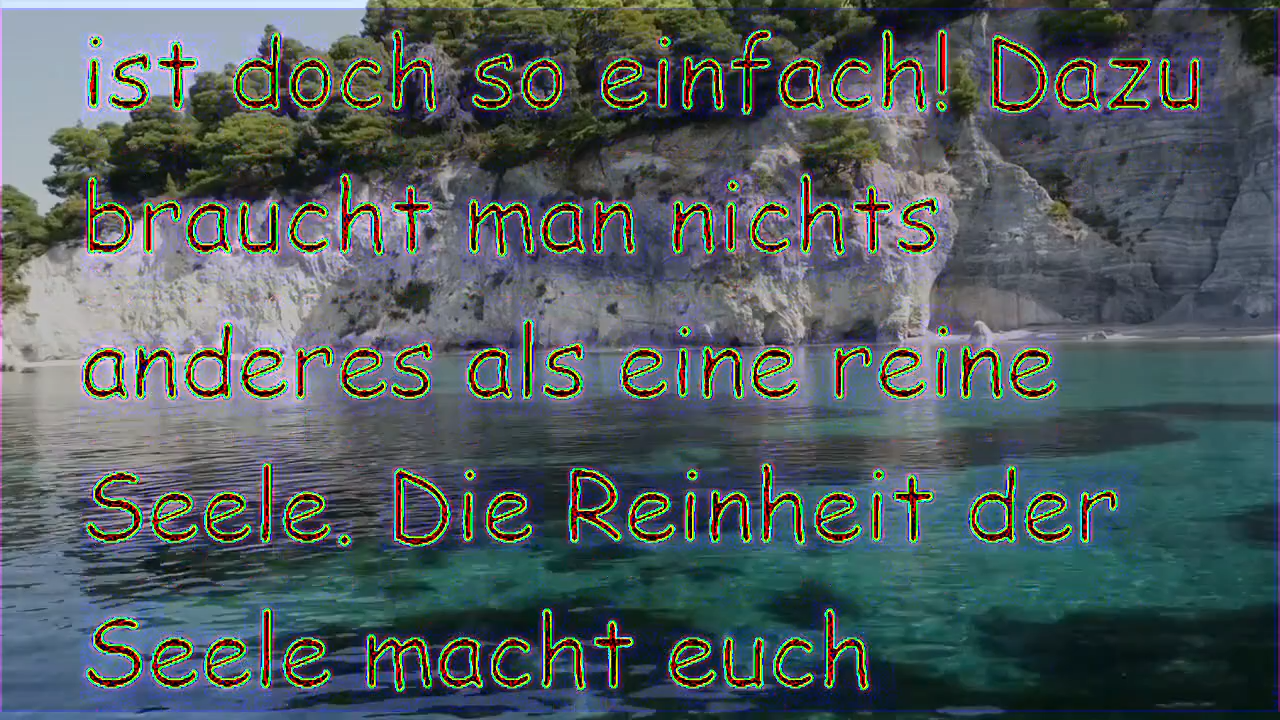 ist doch so einfach! Dazu
braucht man nichts
anderes als eine reine
Seele. Die Reinheit der
Seele macht euch